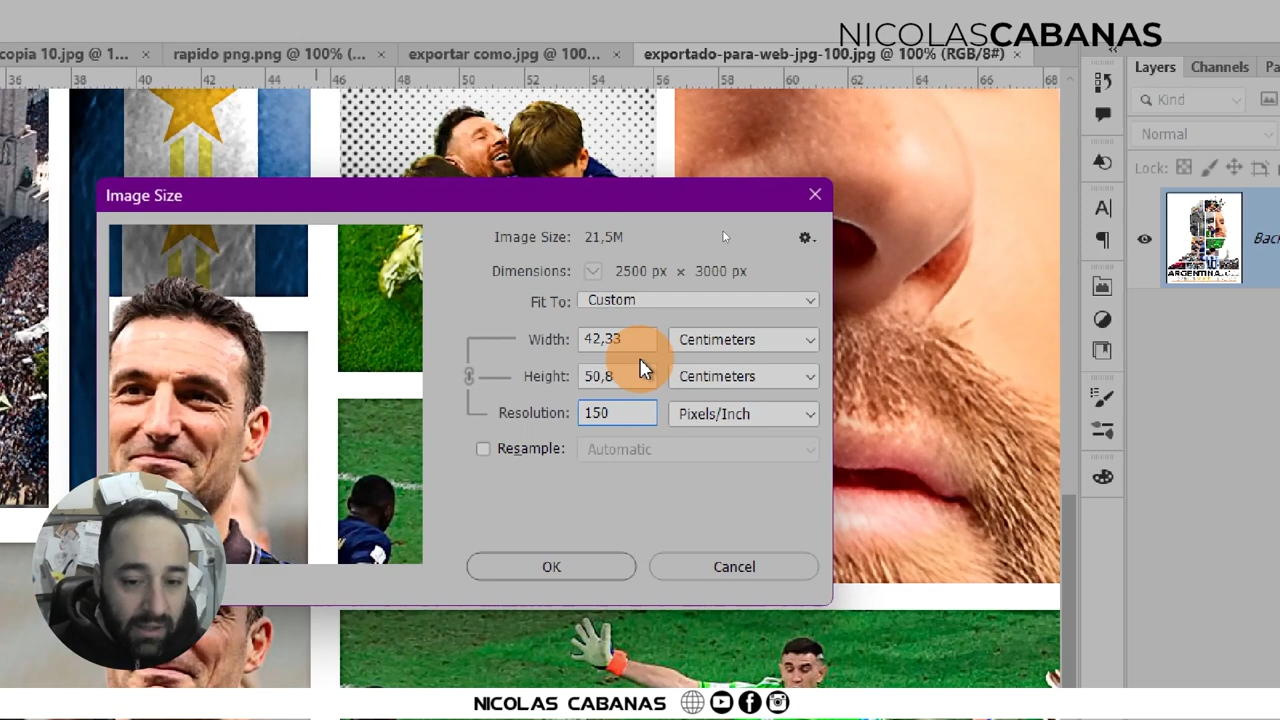 NICOLASCABANAS
copia 10.jpg @ 1... × rapido png.png @ 100% (... × exportar como.jpg @ 100... × exportado-para-web-jpg-100.jpg @ 100% (RGB/8#) ×
36 40 42 44 46 48 50 52 54 56 58 60 62 64 66 68
Layers Channels Pa
Kind
Normal
Lock:
Image Size
Image Size: 21,5M
Dimensions: 2500 px × 3000 px
Fit To: Custom
Width: 42,33 Centimeters
Height: 50,8 Centimeters
Resolution: 150 Pixels/Inch
Resample: Automatic
OK Cancel
Bac
ARGENTINA
NICOLAS CABANAS